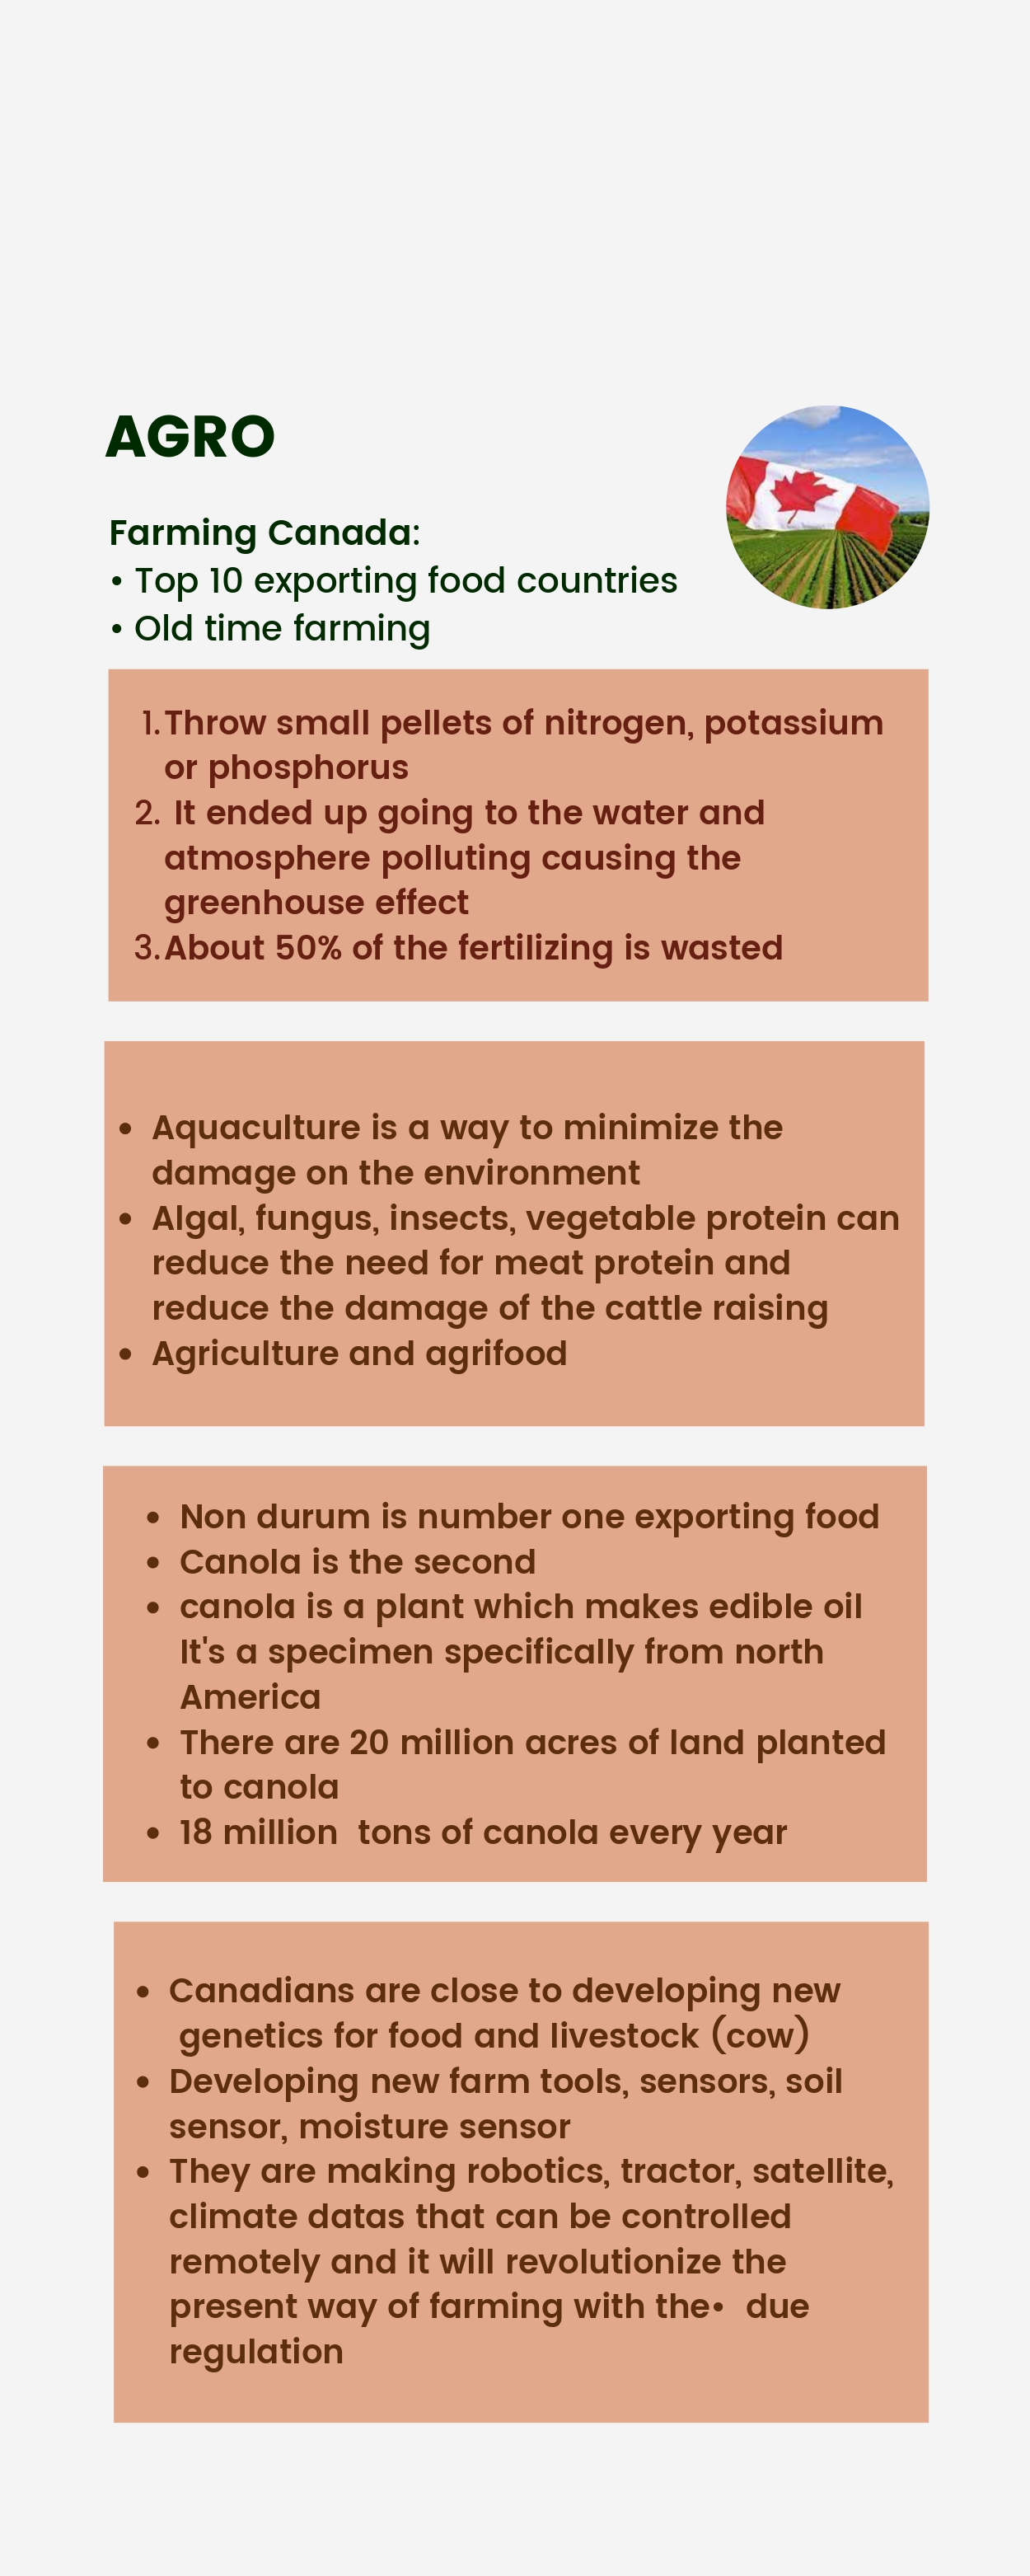 AGRO
Farming Canada:
• Top 10 exporting food countries
• Old time farming
1. Throw small pellets of nitrogen, potassium
or phosphorus
2. It ended up going to the water and
atmosphere polluting causing the
greenhouse effect
3. About 50% of the fertilizing is wasted
• Aquaculture is a way to minimize the
damage on the environment
• Algal, fungus, insects, vegetable protein can
reduce the need for meat protein and
reduce the damage of the cattle raising
• Agriculture and agrifood
• Non durum is number one exporting food
• Canola is the second
• canola is a plant which makes edible oil
It's a specimen specifically from north
America
• There are 20 million acres of land planted
to canola
• 18 million  tons of canola every year
• Canadians are close to developing new
genetics for food and livestock (cow)
• Developing new farm tools, sensors, soil
sensor, moisture sensor
• They are making robotics, tractor, satellite,
climate datas that can be controlled
remotely and it will revolutionize the
present way of farming with the•  due
regulation